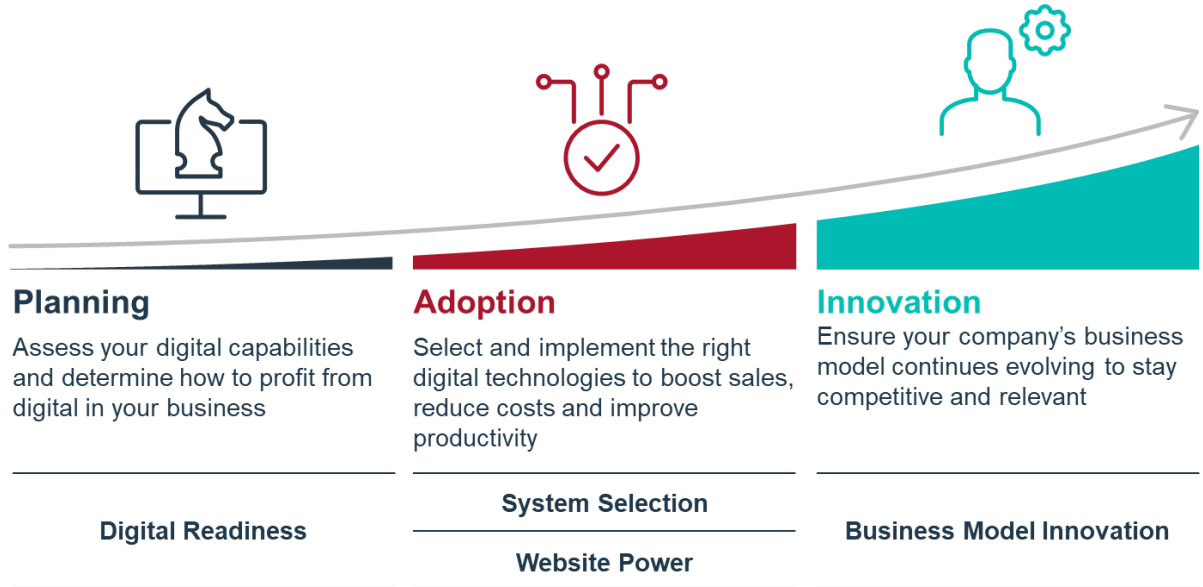 Planning
Assess your digital capabilities
and determine how to profit from
digital in your business
Digital Readiness
Adoption
Select and implement the right
digital technologies to boost sales,
reduce costs and improve
productivity
System Selection
Website Power
Innovation
Ensure your company’s business
model continues evolving to stay
competitive and relevant
Business Model Innovation